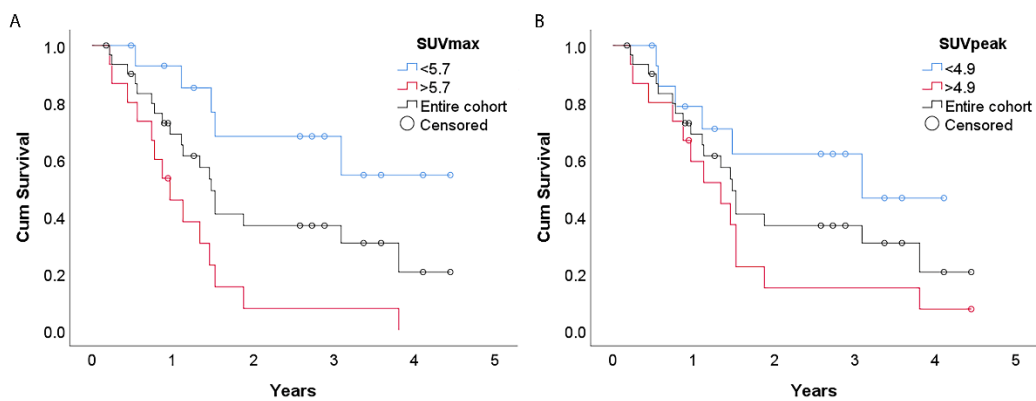 A
SUVmax
<5.7
>5.7
Entire cohort
Censored
Cum Survival
1.0
0.8
0.6
0.4
0.2
0.0
0 1 2 3 4 5
Years
B
SUVpeak
<4.9
>4.9
Entire cohort
Censored
Cum Survival
1.0
0.8
0.6
0.4
0.2
0.0
0 1 2 3 4 5
Years